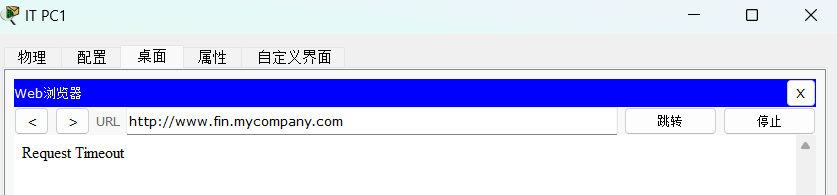 IT PC1
物理 配置 桌面 属性 自定义界面
Web浏览器 X
< > URL http://www.fin.mycompany.com 跳转 停止
Request Timeout